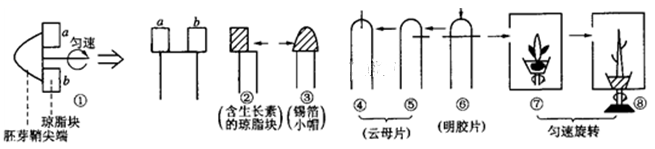 a
匀速
b
①
胚芽鞘尖端
琼脂块
a b
②
(含生长素
的琼脂块)
③
(锡箔
小帽)
④ ⑤
(云母片)
⑥
(明胶片)
⑦ ⑧
匀速旋转